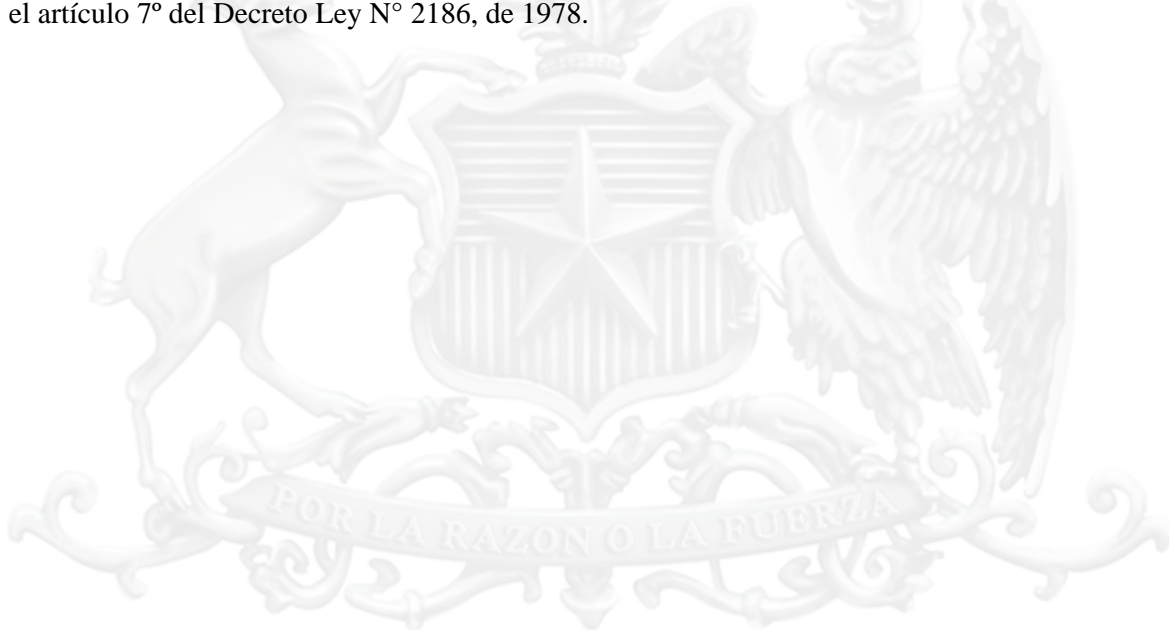 el artículo 7º del Decreto Ley N° 2186, de 1978.
POR LA RAZON O LA FUERZA